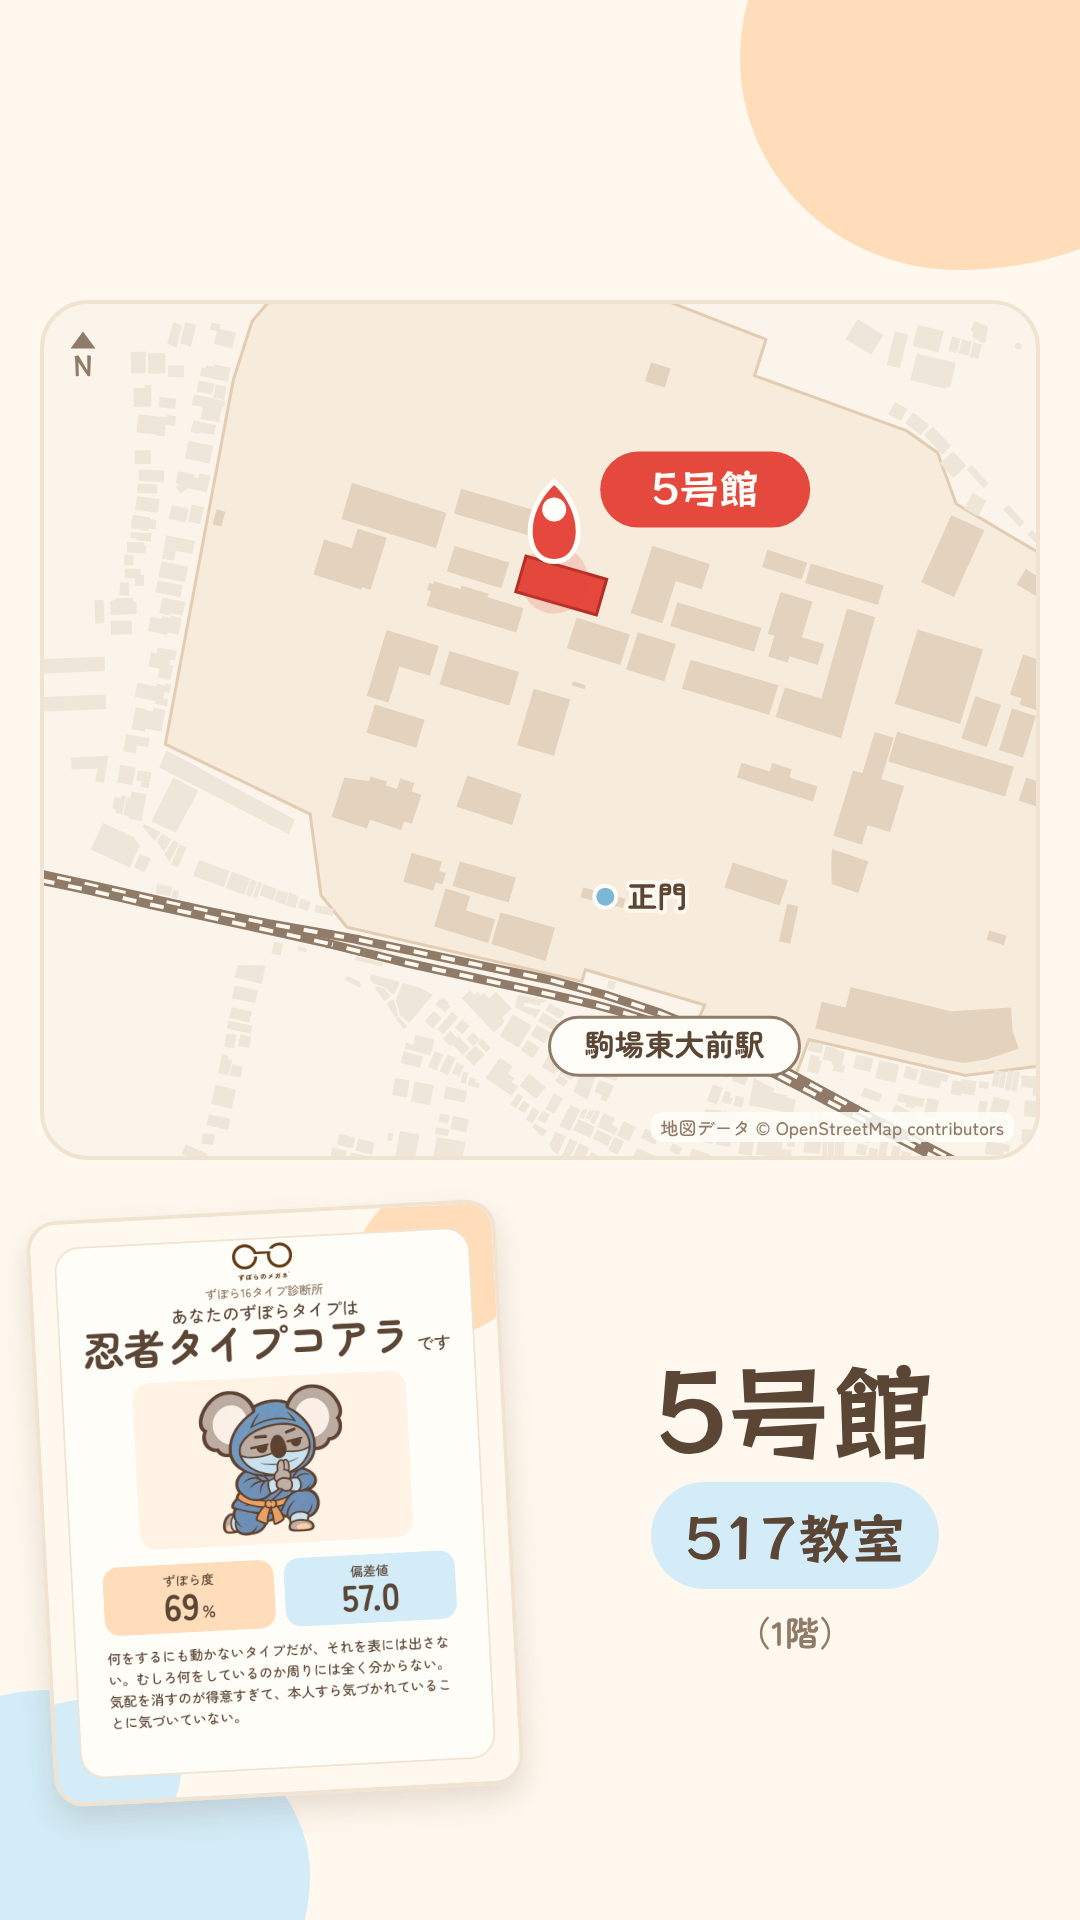 N
5号館
正門
駒場東大前駅
地図データ © OpenStreetMap contributors
ずぼらのメガネ
ずぼら16タイプ診断所
あなたのずぼらタイプは
忍者タイプコアラ です
ずぼら度
69%
偏差値
57.0
何をするにも動かないタイプだが、それを表には出さな
い。むしろ何をしているのか周りには全く分からない。
気配を消すのが得意すぎて、本人すら気づかれているこ
とに気づいていない。
5号館
517教室
（1階）